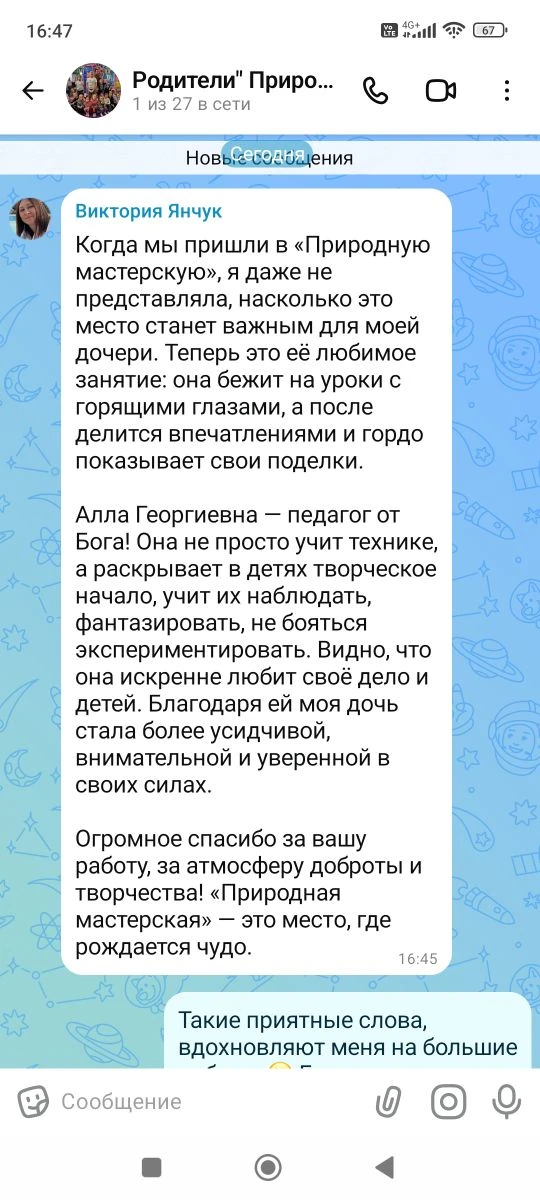 16:47
Vo
LTE
4G+
67
Родители" Приро...
1 из 27 в сети
Новые сообщения
Сегодня
Виктория Янчук
Когда мы пришли в «Природную
мастерскую», я даже не
представляла, насколько это
место станет важным для моей
дочери. Теперь это её любимое
занятие: она бежит на уроки с
горящими глазами, а после
делится впечатлениями и гордо
показывает свои поделки.
Алла Георгиевна — педагог от
Бога! Она не просто учит технике,
а раскрывает в детях творческое
начало, учит их наблюдать,
фантазировать, не бояться
экспериментировать. Видно, что
она искренне любит своё дело и
детей. Благодаря ей моя дочь
стала более усидчивой,
внимательной и уверенной в
своих силах.
Огромное спасибо за вашу
работу, за атмосферу доброты и
творчества! «Природная
мастерская» — это место, где
рождается чудо.
16:45
Такие приятные слова,
вдохновляют меня на большие
Сообщение